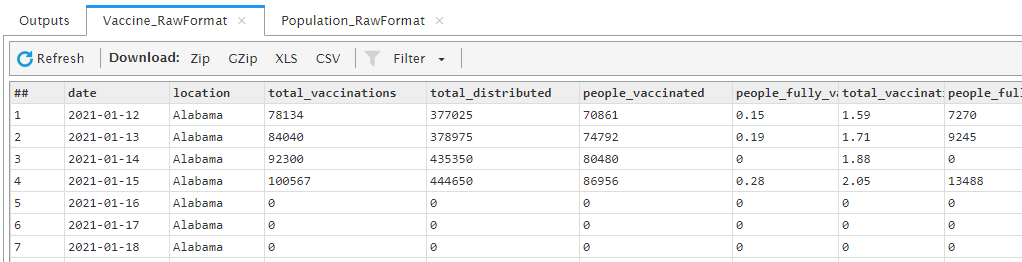 Outputs Vaccine_RawFormat × Population_RawFormat ×
Refresh Download: Zip GZip XLS CSV Filter
## date location total_vaccinations total_distributed people_vaccinated people_fully_va total_vaccinati people_full
1 2021-01-12 Alabama 78134 377025 70861 0.15 1.59 7270
2 2021-01-13 Alabama 84040 378975 74792 0.19 1.71 9245
3 2021-01-14 Alabama 92300 435350 80480 0 1.88 0
4 2021-01-15 Alabama 100567 444650 86956 0.28 2.05 13488
5 2021-01-16 Alabama 0 0 0 0 0 0
6 2021-01-17 Alabama 0 0 0 0 0 0
7 2021-01-18 Alabama 0 0 0 0 0 0